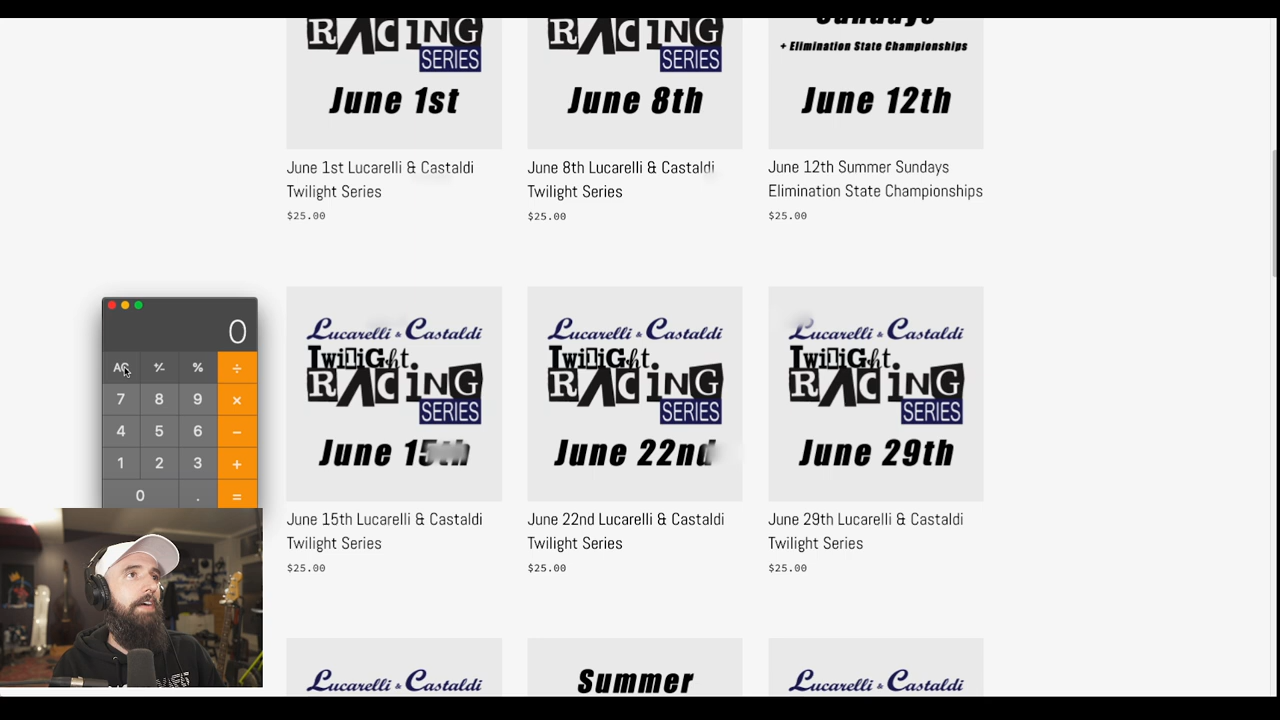 RACING
SERIES
June 1st
RACING
SERIES
June 8th
Sundays
+ Elimination State Championships
June 12th
June 1st Lucarelli & Castaldi
Twilight Series
$25.00
June 8th Lucarelli & Castaldi
Twilight Series
$25.00
June 12th Summer Sundays
Elimination State Championships
$25.00
0
AC +⁄- % ÷
7 8 9 ×
4 5 6 −
1 2 3 +
0 . =
Lucarelli & Castaldi
Twilight
RACING
SERIES
June 15th
Lucarelli & Castaldi
Twilight
RACING
SERIES
June 22nd
Lucarelli & Castaldi
Twilight
RACING
SERIES
June 29th
June 15th Lucarelli & Castaldi
Twilight Series
$25.00
June 22nd Lucarelli & Castaldi
Twilight Series
$25.00
June 29th Lucarelli & Castaldi
Twilight Series
$25.00
Lucarelli & Castaldi
Summer
Lucarelli & Castaldi